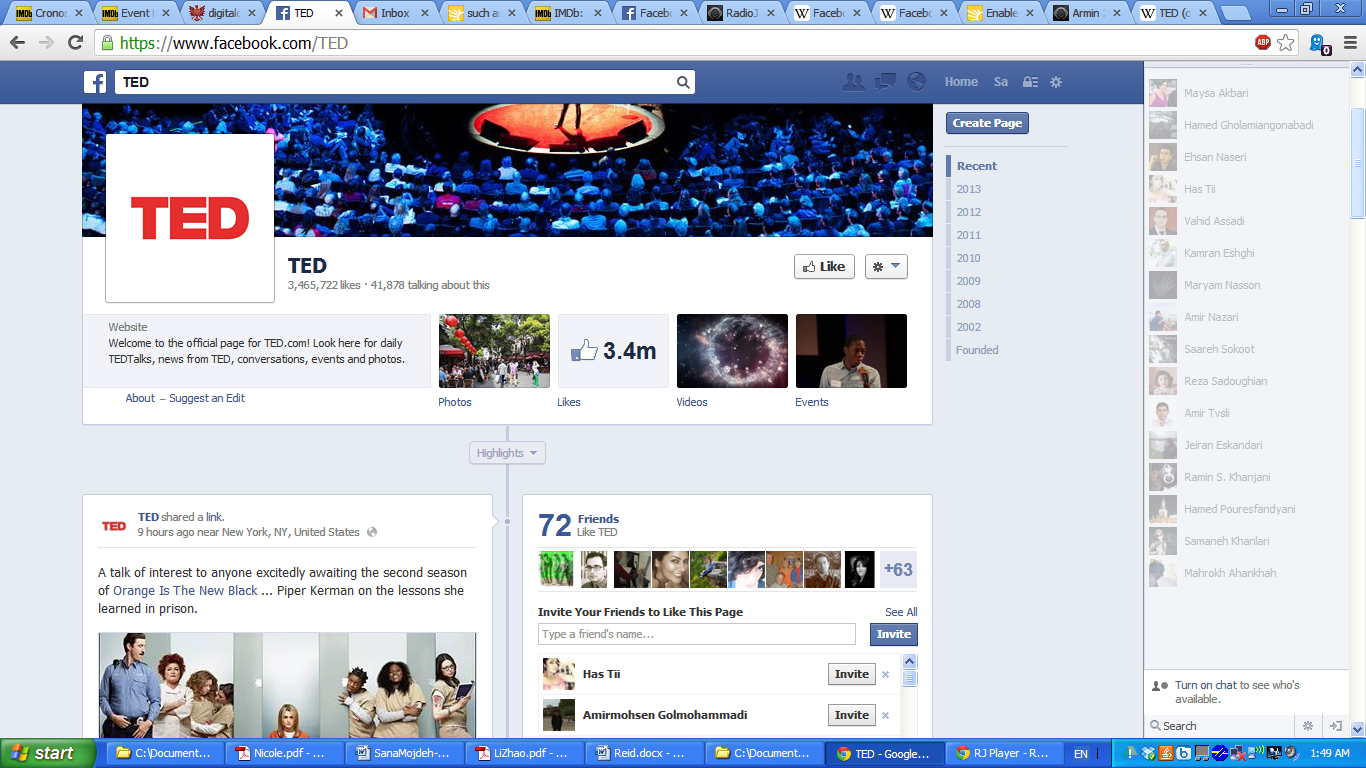 Cronos
Event
digitalc
TED
Inbox
such a
IMDb:
Facebo
RadioJ
Faceb
Faceb
Enable
Armin
TED (c
https://www.facebook.com/TED
ABP
0
TED
Home
Sa
Create Page
Recent
2013
2012
2011
2010
2009
2008
2002
Founded
TED
TED
3,465,722 likes · 41,878 talking about this
Like
Website
Welcome to the official page for TED.com! Look here for daily
TEDTalks, news from TED, conversations, events and photos.
About – Suggest an Edit
3.4m
Photos
Likes
Videos
Events
Highlights
TED
TED shared a link.
9 hours ago near New York, NY, United States
A talk of interest to anyone excitedly awaiting the second season
of Orange Is The New Black ... Piper Kerman on the lessons she
learned in prison.
72 Friends
Like TED
+63
Invite Your Friends to Like This Page
See All
Type a friend's name...
Invite
Has Tii
Invite
Amirmohsen Golmohammadi
Invite
Maysa Akbari
Hamed Gholamiangonabadi
Ehsan Naseri
Has Tii
Vahid Assadi
Kamran Eshghi
Maryam Nasson
Amir Nazari
Saareh Sokoot
Reza Sadoughian
Amir Tvsli
Jeiran Eskandari
Ramin S. Khanjani
Hamed Pouresfandyani
Samaneh Khanlari
Mahrokh Ahankhah
Turn on chat to see who's
available.
Search
start
C:\Document...
Nicole.pdf - ...
SanaMojdeh-...
LiZhao.pdf - ...
Reid.docx - ...
C:\Document...
TED - Google...
RJ Player - R...
EN
1:49 AM